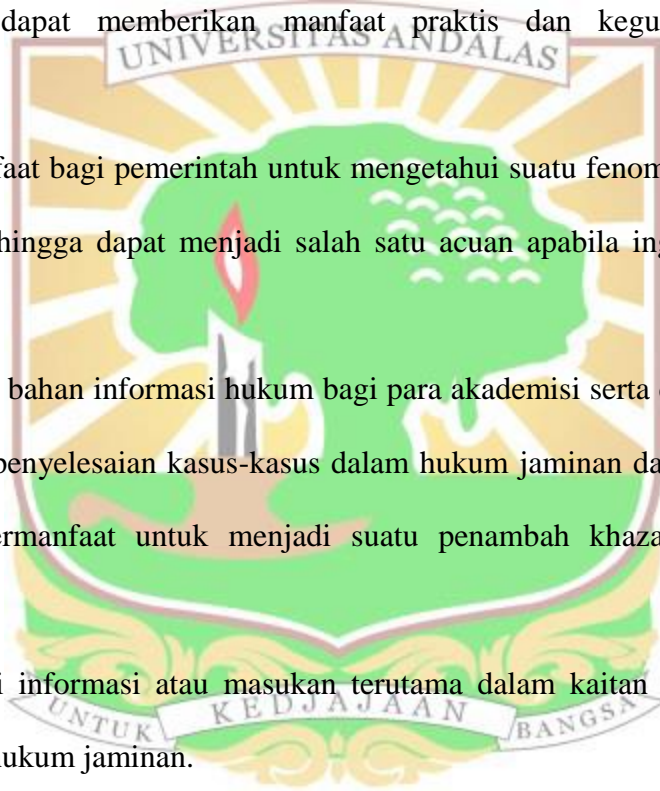 dapat memberikan manfaat praktis dan kegu
UNIVERSITAS ANDALAS
faat bagi pemerintah untuk mengetahui suatu fenom
hingga dapat menjadi salah satu acuan apabila ing
bahan informasi hukum bagi para akademisi serta
penyelesaian kasus-kasus dalam hukum jaminan da
ermanfaat untuk menjadi suatu penambah khaza
i informasi atau masukan terutama dalam kaitan
UNTUK KEDJAJAAN BANGSA
hukum jaminan.